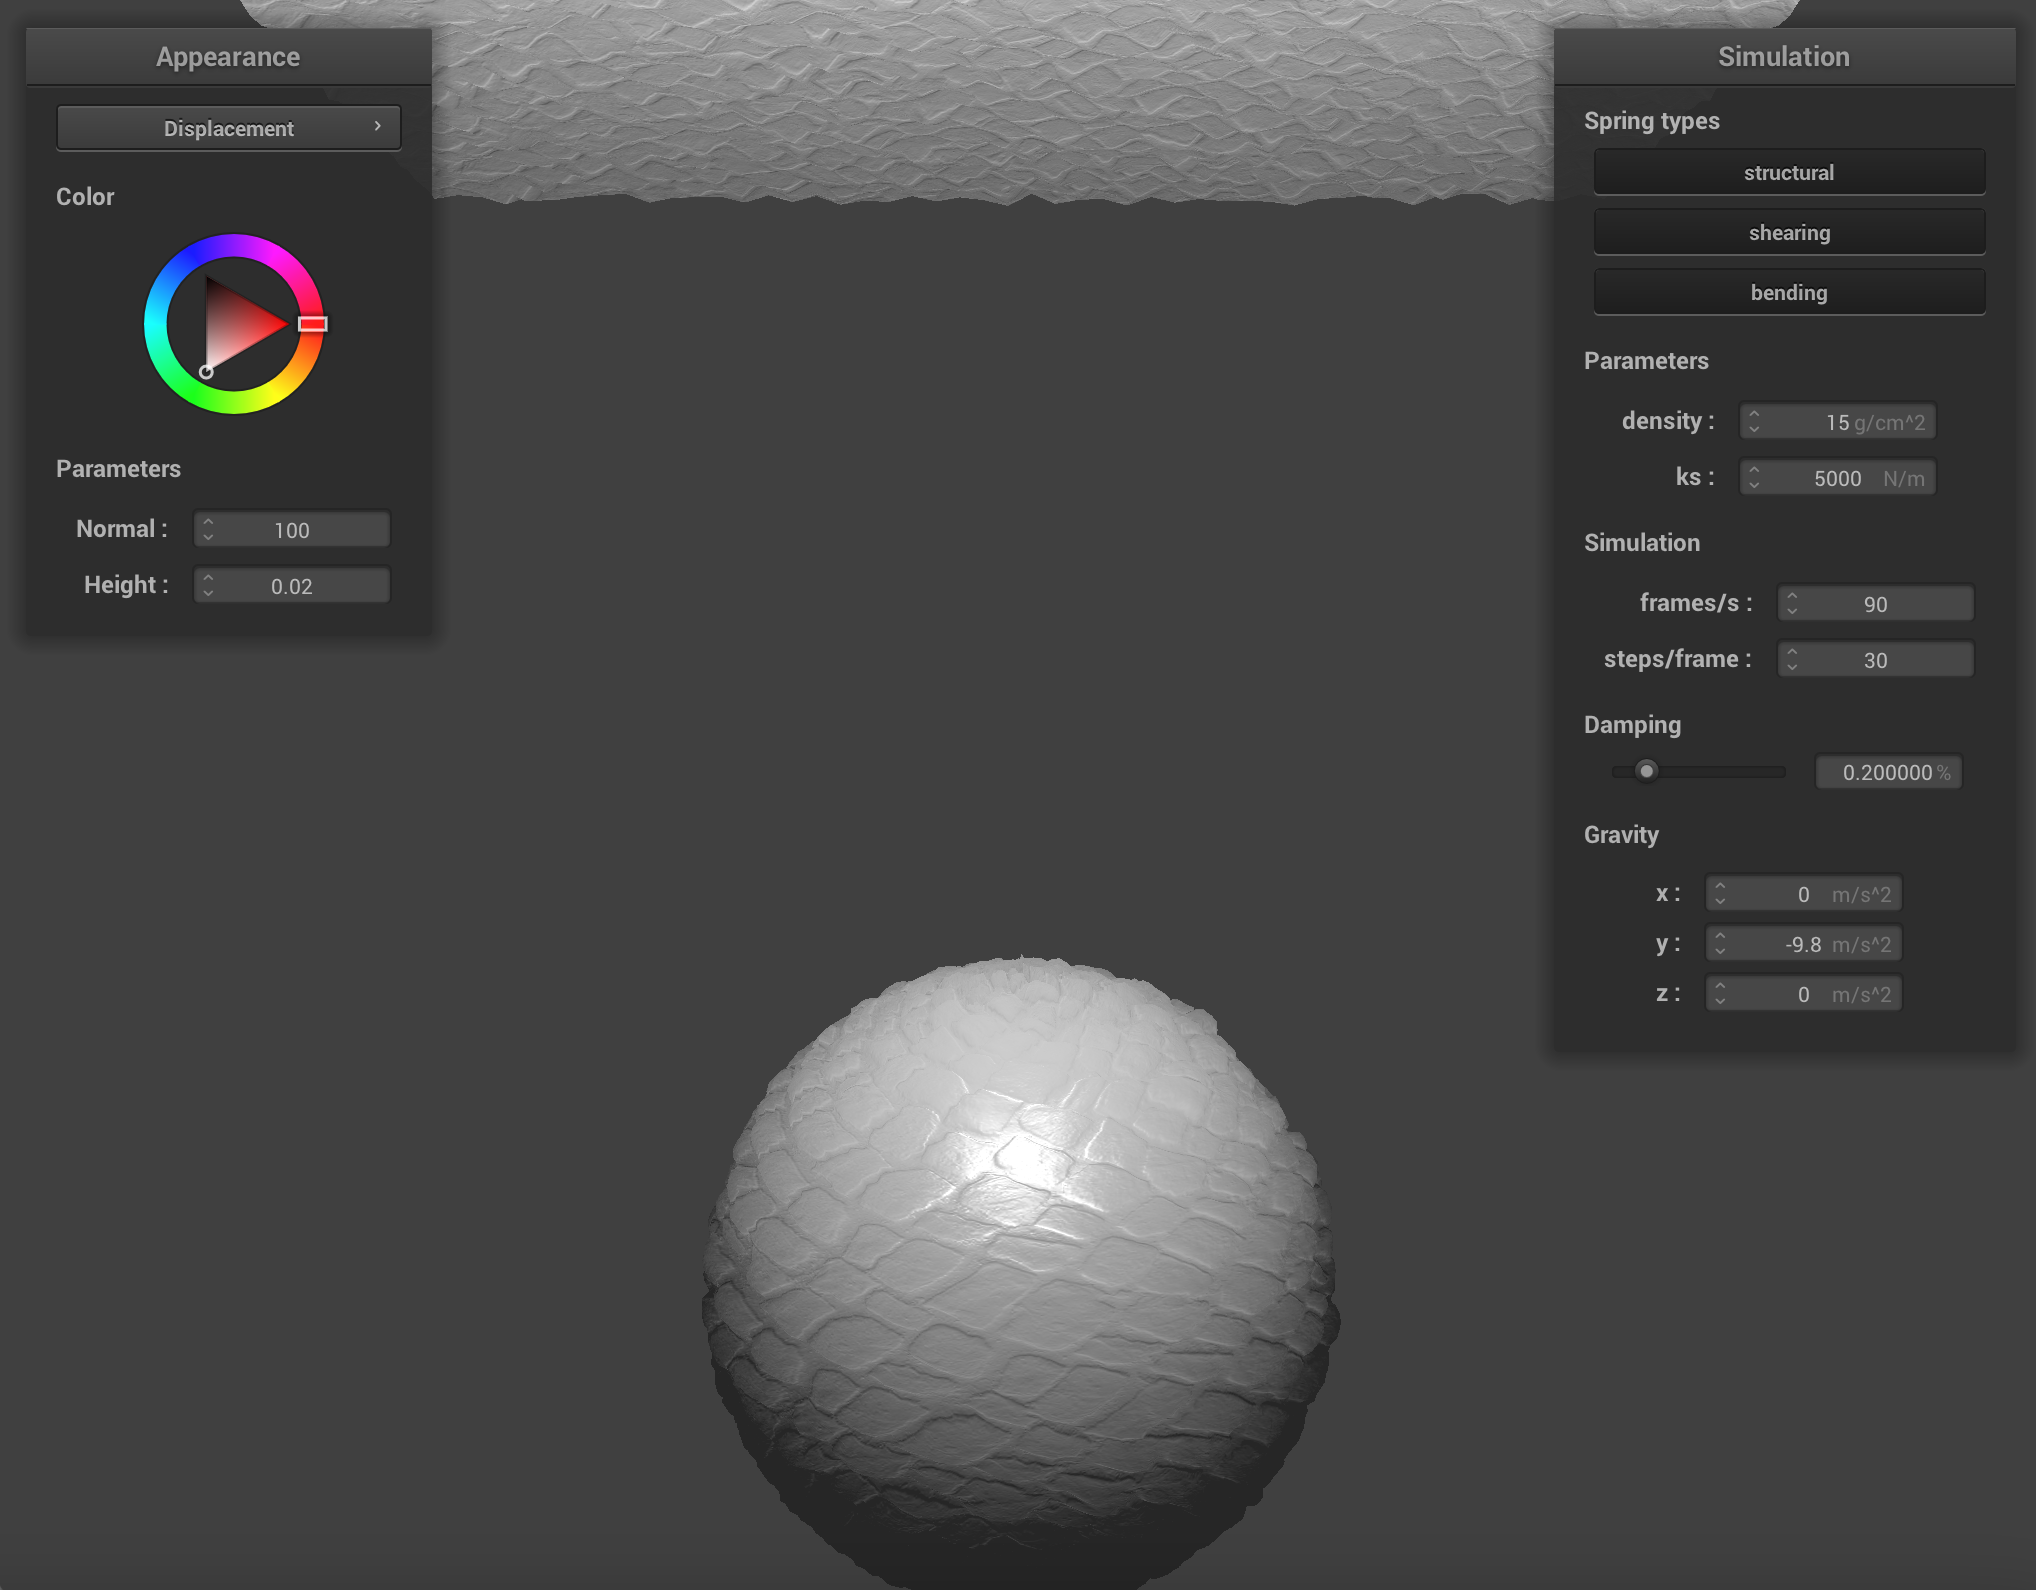 Appearance
Displacement
Color
Parameters
Normal : 100
Height : 0.02
Simulation
Spring types
structural
shearing
bending
Parameters
density : 15 g/cm^2
ks : 5000 N/m
Simulation
frames/s : 90
steps/frame : 30
Damping
0.200000 %
Gravity
x : 0 m/s^2
y : -9.8 m/s^2
z : 0 m/s^2